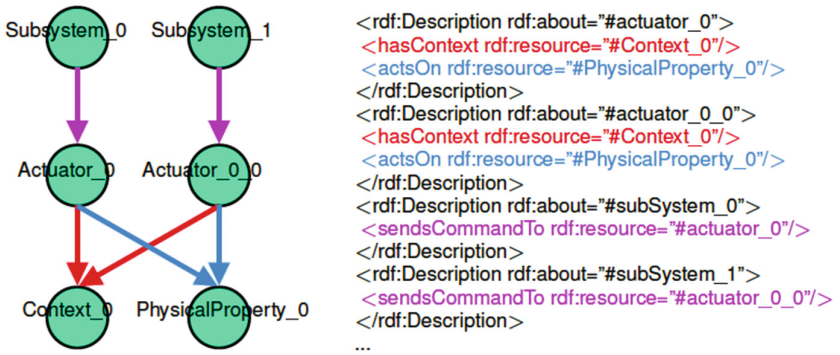 Subsystem_0
Subsystem_1
Actuator_0
Actuator_0_0
Context_0
PhysicalProperty_0
<rdf:Description rdf:about="#actuator_0”>
<hasContext rdf:resource="#Context_0”/>
<actsOn rdf:resource="#PhysicalProperty_0”/>
</rdf:Description>
<rdf:Description rdf:about="#actuator_0_0”>
<hasContext rdf:resource="#Context_0”/>
<actsOn rdf:resource="#PhysicalProperty_0”/>
</rdf:Description>
<rdf:Description rdf:about="#subSystem_0”>
<sendsCommandTo rdf:resource="#actuator_0”/>
</rdf:Description>
<rdf:Description rdf:about="#subSystem_1”>
<sendsCommandTo rdf:resource="#actuator_0_0”/>
</rdf:Description>
...